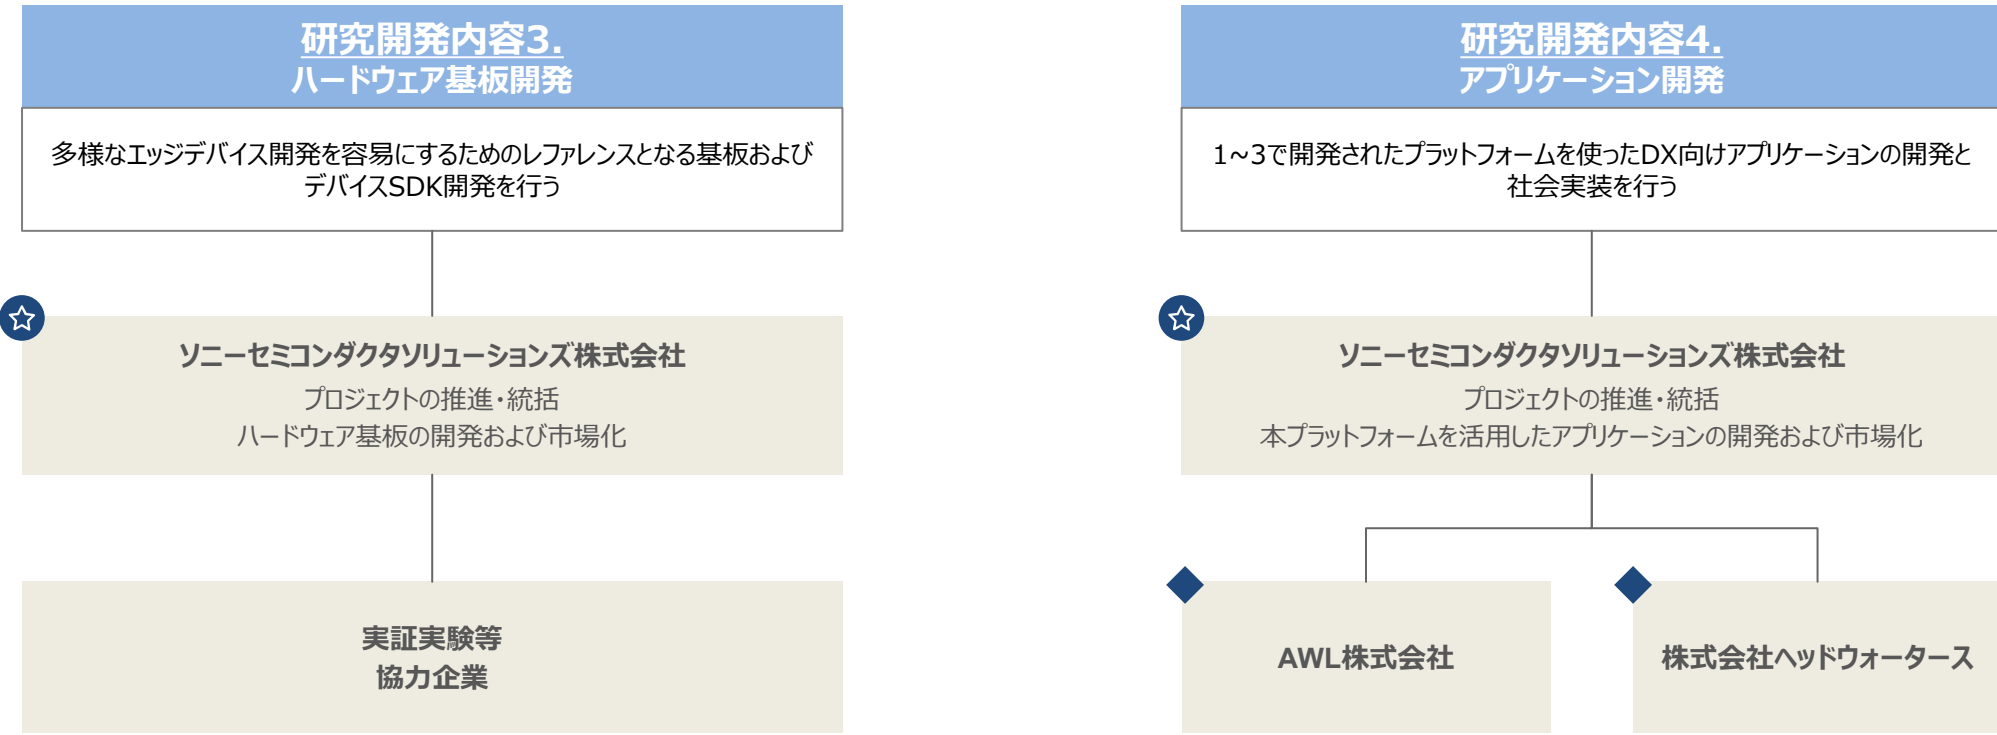 研究開発内容3.
ハードウェア基板開発
多様なエッジデバイス開発を容易にするためのレファレンスとなる基板および
デバイスSDK開発を行う
ソニーセミコンダクタソリューションズ株式会社
プロジェクトの推進・統括
ハードウェア基板の開発および市場化
実証実験等
協力企業
研究開発内容4.
アプリケーション開発
1~3で開発されたプラットフォームを使ったDX向けアプリケーションの開発と
社会実装を行う
ソニーセミコンダクタソリューションズ株式会社
プロジェクトの推進・統括
本プラットフォームを活用したアプリケーションの開発および市場化
AWL株式会社
株式会社ヘッドウォータース